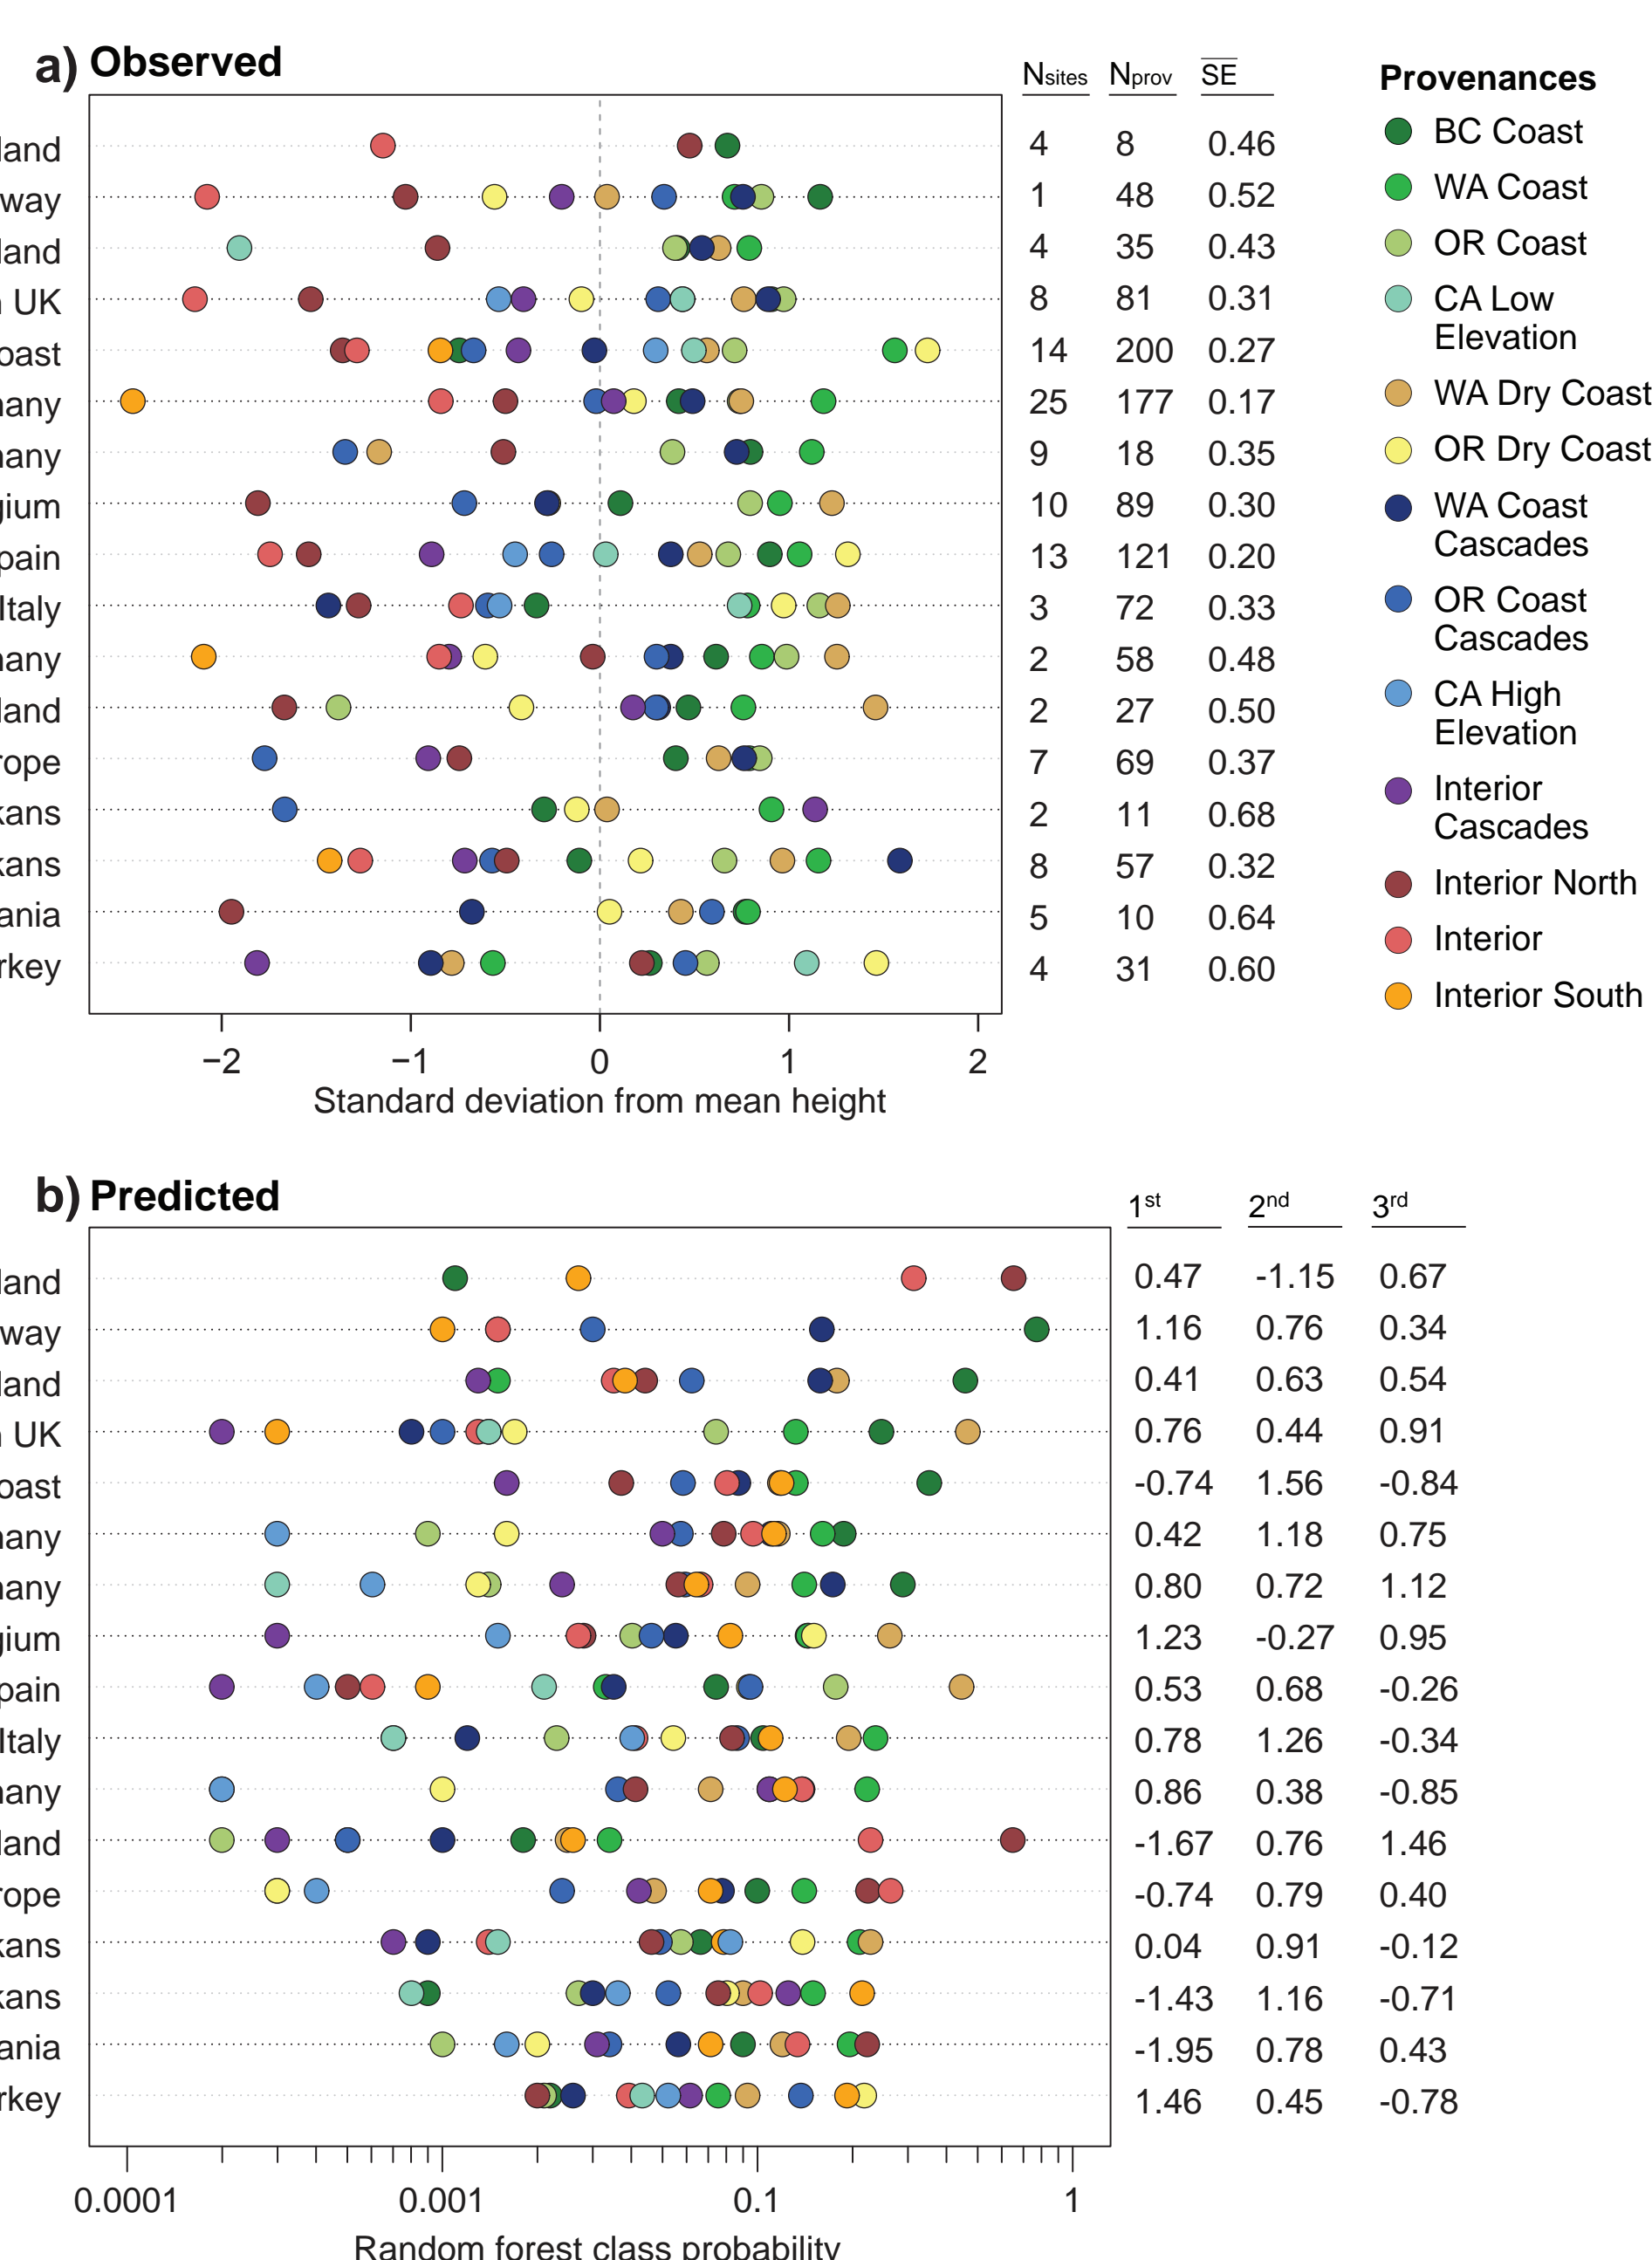 a) Observed
Nsites Nprov SE
Provenances
land 4 8 0.46
way 1 48 0.52
land 4 35 0.43
UK 8 81 0.31
oast 14 200 0.27
any 25 177 0.17
any 9 18 0.35
gium 10 89 0.30
pain 13 121 0.20
Italy 3 72 0.33
any 2 58 0.48
land 2 27 0.50
rope 7 69 0.37
kans 2 11 0.68
kans 8 57 0.32
ania 5 10 0.64
rkey 4 31 0.60
−2 −1 0 1 2
Standard deviation from mean height
BC Coast
WA Coast
OR Coast
CA Low
Elevation
WA Dry Coast
OR Dry Coast
WA Coast
Cascades
OR Coast
Cascades
CA High
Elevation
Interior
Cascades
Interior North
Interior
Interior South
b) Predicted
1st 2nd 3rd
land 0.47 -1.15 0.67
way 1.16 0.76 0.34
land 0.41 0.63 0.54
UK 0.76 0.44 0.91
oast -0.74 1.56 -0.84
any 0.42 1.18 0.75
any 0.80 0.72 1.12
gium 1.23 -0.27 0.95
pain 0.53 0.68 -0.26
Italy 0.78 1.26 -0.34
any 0.86 0.38 -0.85
land -1.67 0.76 1.46
rope -0.74 0.79 0.40
kans 0.04 0.91 -0.12
kans -1.43 1.16 -0.71
ania -1.95 0.78 0.43
rkey 1.46 0.45 -0.78
0.0001 0.001 0.1 1
Random forest class probability